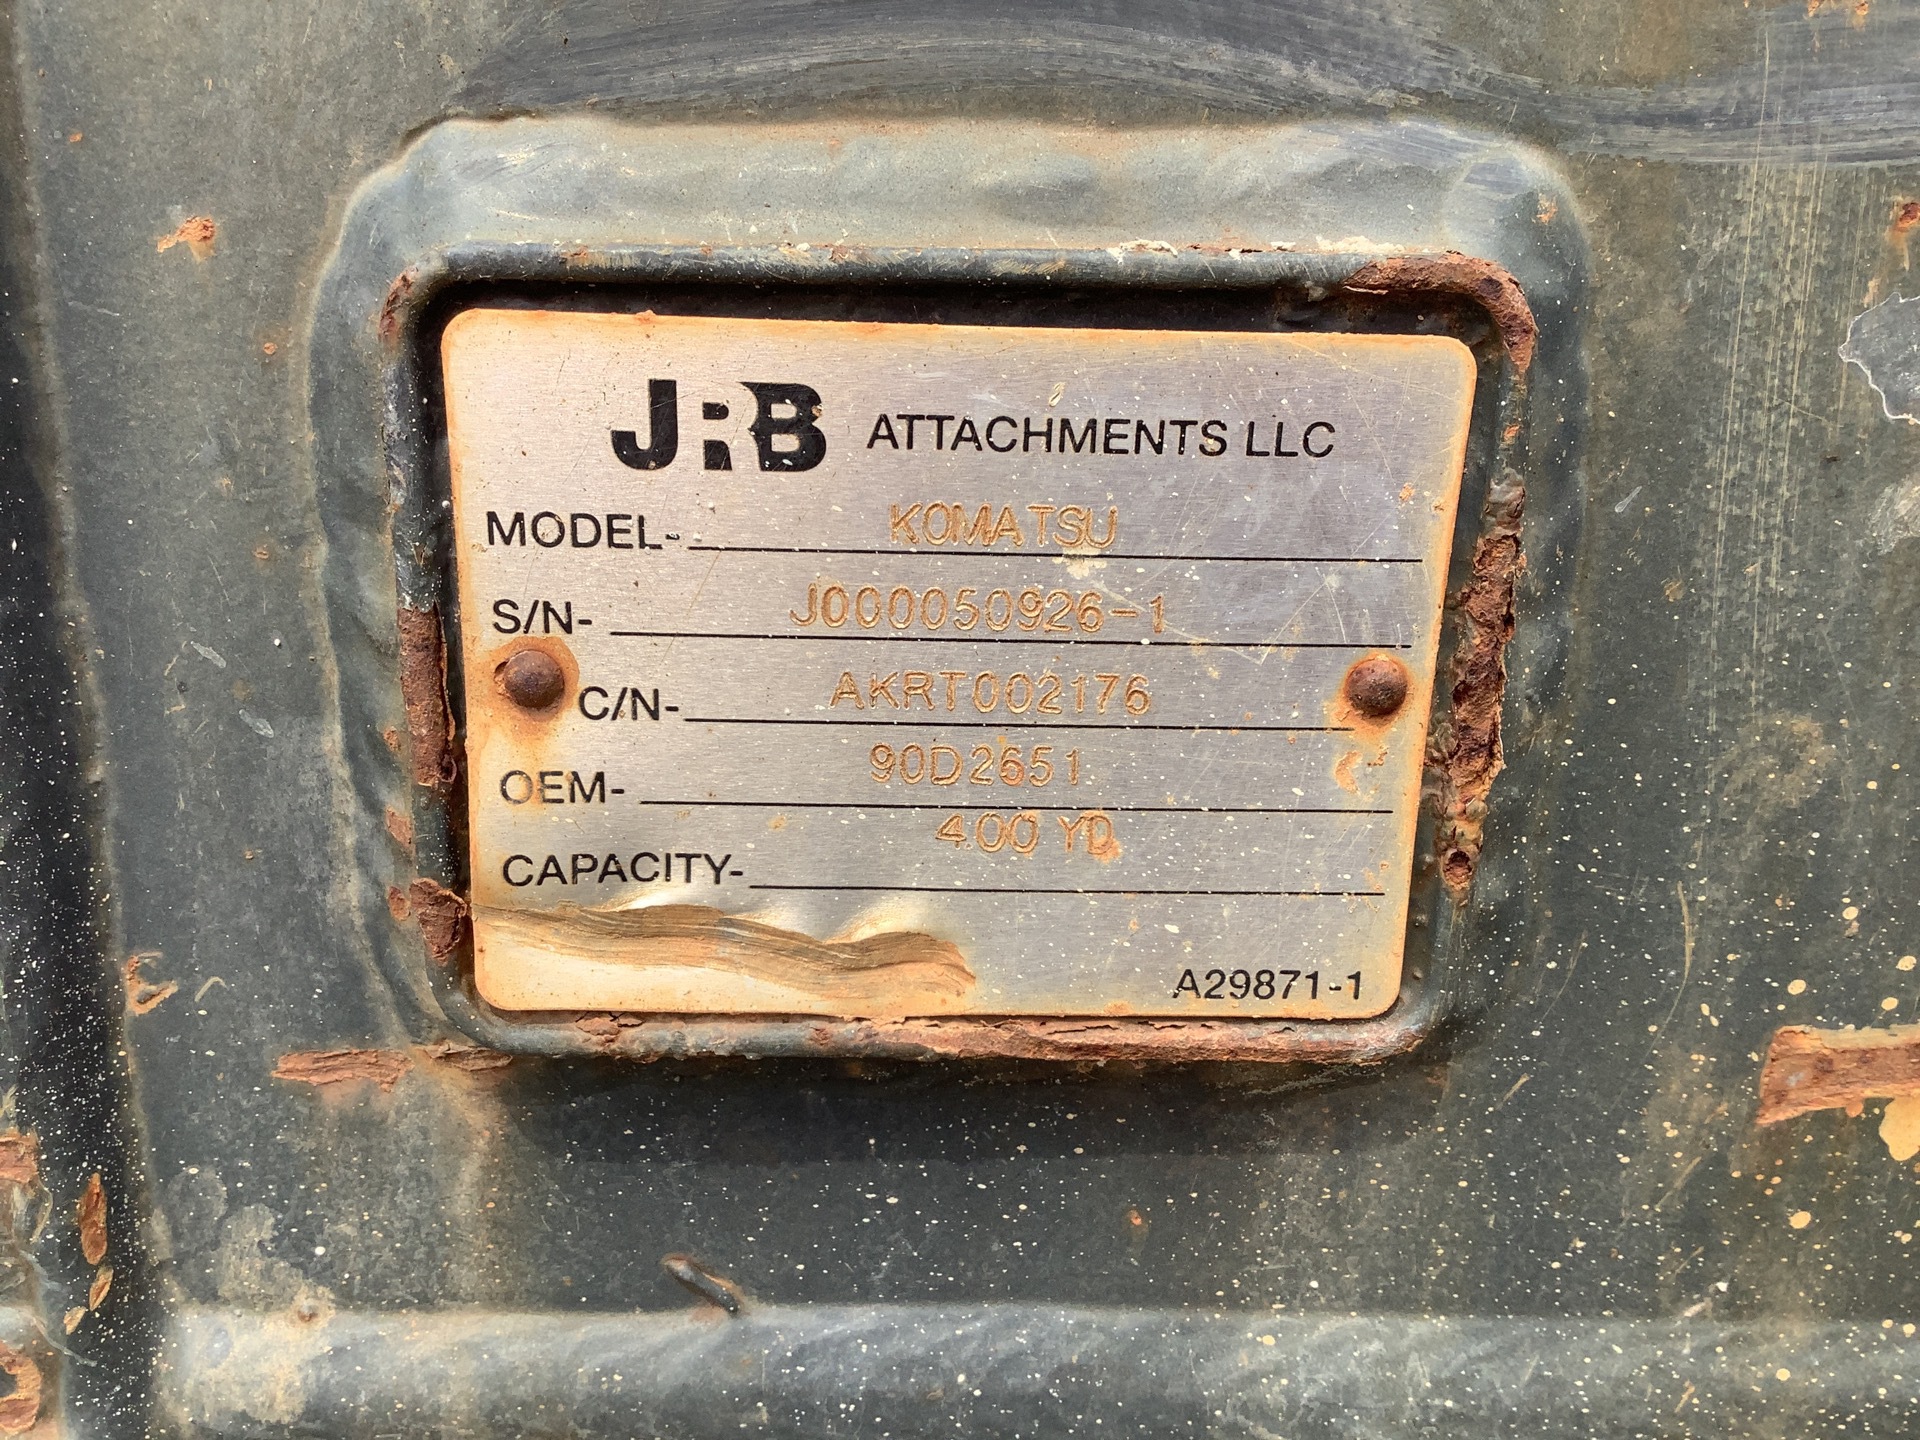 JRB ATTACHMENTS LLC
MODEL- KOMATSU
S/N- J000050926-1
C/N- AKRT002176
OEM- 90D2651
CAPACITY- 4.00 YD
A29871-1